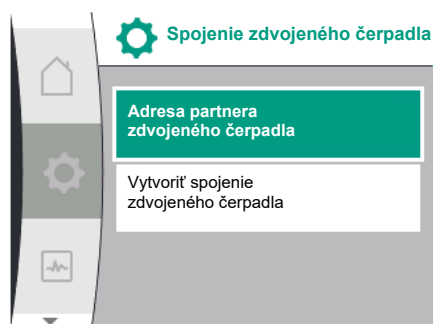 Spojenie zdvojeného čerpadla
Adresa partnera
zdvojeného čerpadla
Vytvoriť spojenie
zdvojeného čerpadla